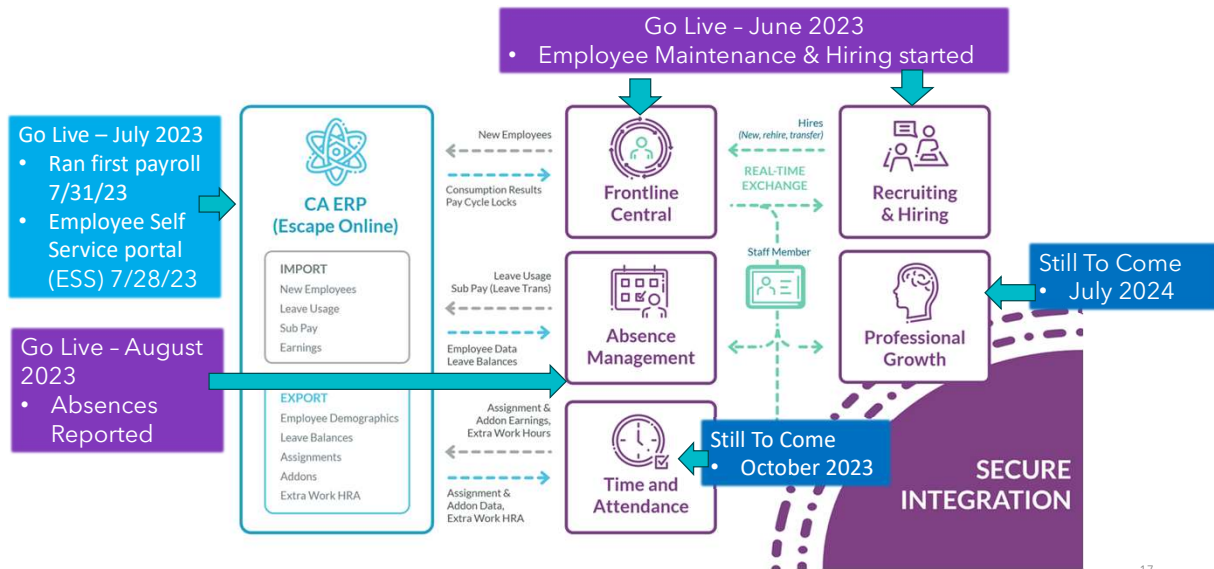 Go Live – June 2023
• Employee Maintenance & Hiring started
Go Live – July 2023
• Ran first payroll
7/31/23
• Employee Self
Service portal
(ESS) 7/28/23
Go Live – August
2023
• Absences
Reported
CA ERP
(Escape Online)
IMPORT
New Employees
Leave Usage
Sub Pay
Earnings
EXPORT
Employee Demographics
Leave Balances
Assignments
Addons
Extra Work HRA
New Employees
Consumption Results
Pay Cycle Locks
Leave Usage
Sub Pay (Leave Trans)
Employee Data
Leave Balances
Assignment &
Addon Earnings,
Extra Work Hours
Assignment &
Addon Data,
Extra Work HRA
Frontline
Central
Absence
Management
Time and
Attendance
Hires
(New, rehire, transfer)
REAL-TIME
EXCHANGE
Staff Member
Recruiting
& Hiring
Professional
Growth
Still To Come
• July 2024
Still To Come
• October 2023
SECURE
INTEGRATION
17